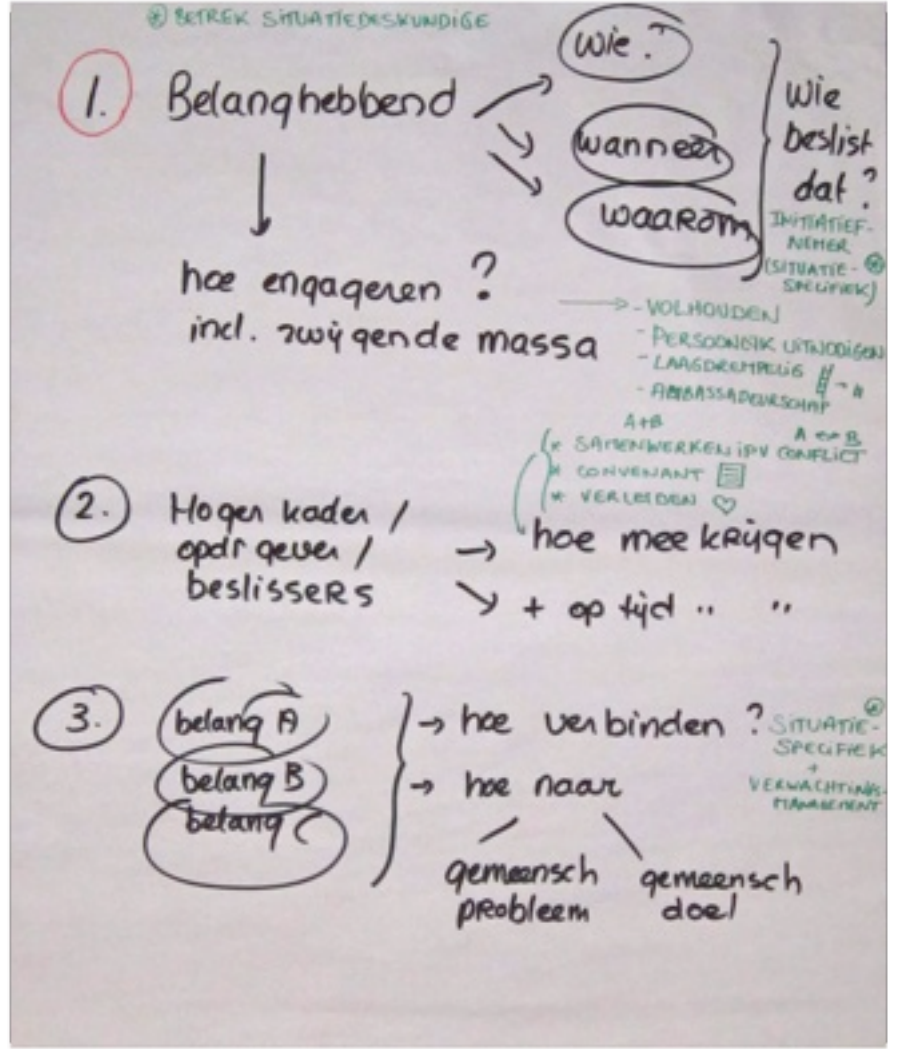 ⊛ BETREK SITUATIEDESKUNDIGE
1. Belanghebbend
wie?
wanneer
waarom
wie
beslist
dat?
INITIATIEF-
NEMER
(SITUATIE- ⊛
SPECIFIEK)
hoe engageren?
incl. zwijgende massa
→ - VOLHOUDEN
- PERSOONLIJK UITNODIGEN
- LAAGDREMPELIG
- AMBASSADEURSCHAP
A+B
A ↔ B
* SAMENWERKEN IPV CONFLICT
* CONVENANT
* VERLEIDEN ♡
2. Hoger kader /
opdr gever /
beslissers
→ hoe mee krijgen
→ + op tijd " "
3. belang A
belang B
belang C
→ hoe verbinden?
→ hoe naar
gemeensch
probleem
gemeensch
doel
SITUATIE- ⊛
SPECIFIEK
+
VERWACHTINGS-
MANAGEMENT